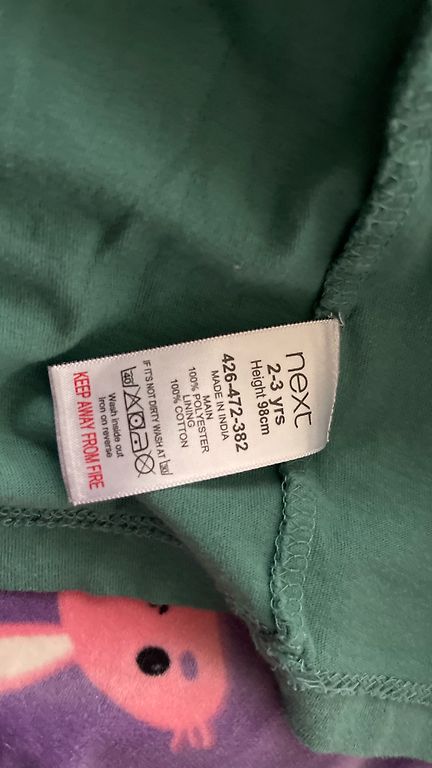 next
2-3 yrs
Height 98cm
426-472-382
MADE IN INDIA
MAIN
100% POLYESTER
LINING
100% COTTON
IF IT'S NOT DIRTY WASH AT 30
40
Wash inside out
Iron on reverse
KEEP AWAY FROM FIRE